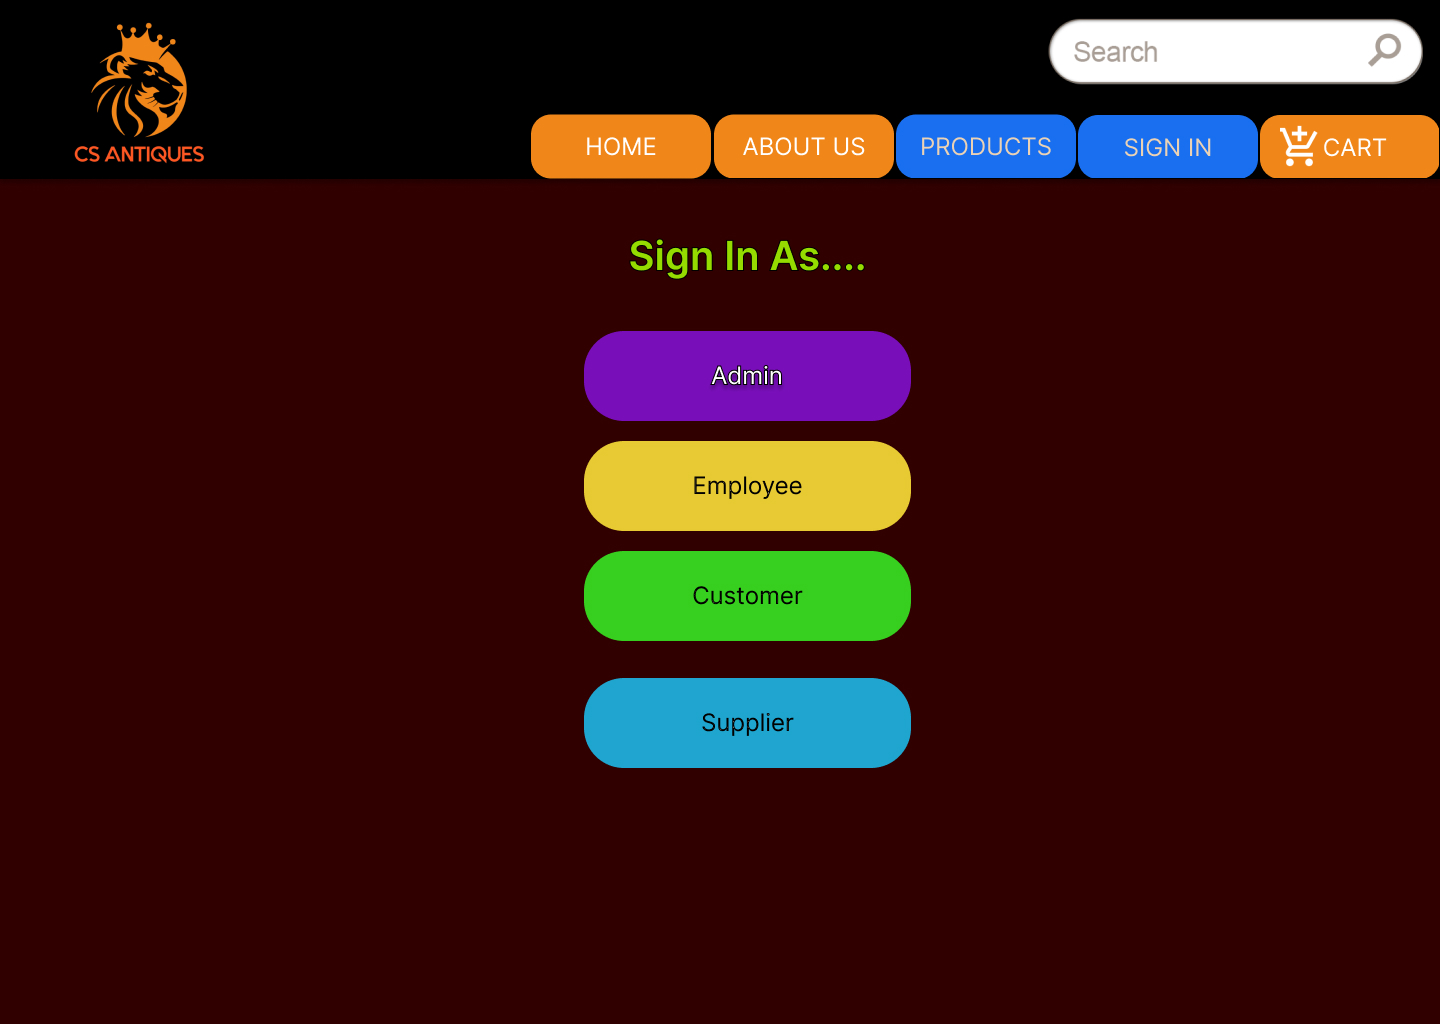 Search
CS ANTIQUES
HOME
ABOUT US
PRODUCTS
SIGN IN
CART
Sign In As....
Admin
Employee
Customer
Supplier